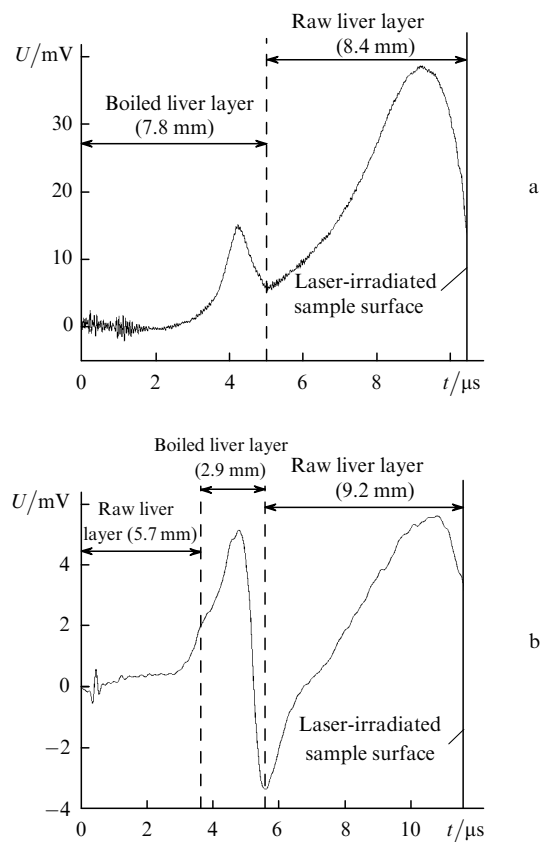 Raw liver layer
(8.4 mm)
U/mV
Boiled liver layer
(7.8 mm)
30
20
10
0
Laser-irradiated
sample surface
a
0
2
4
6
8
t/μs
Boiled liver layer
(2.9 mm)
Raw liver layer
(9.2 mm)
U/mV
Raw liver
layer (5.7 mm)
4
2
0
−2
−4
Laser-irradiated
sample surface
b
0
2
4
6
8
10
t/μs